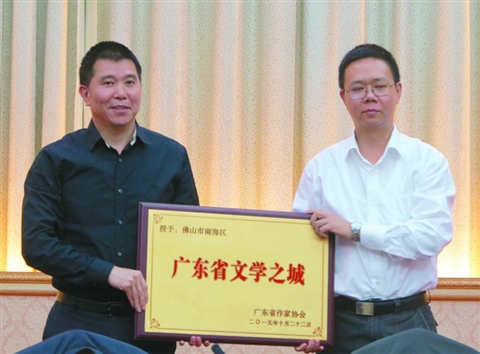 授于：佛山市南海区
广东省文学之城
广东省作家协会
二〇一五年十月二十二日